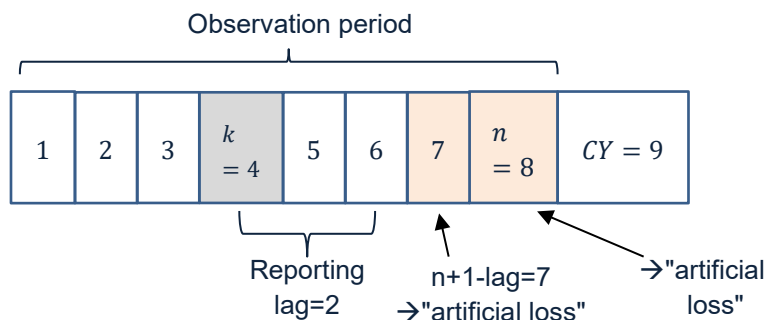 Observation period
1 2 3 k = 4 5 6 7 n = 8 CY = 9
Reporting lag=2
n+1-lag=7
→"artificial loss"
→"artificial loss"